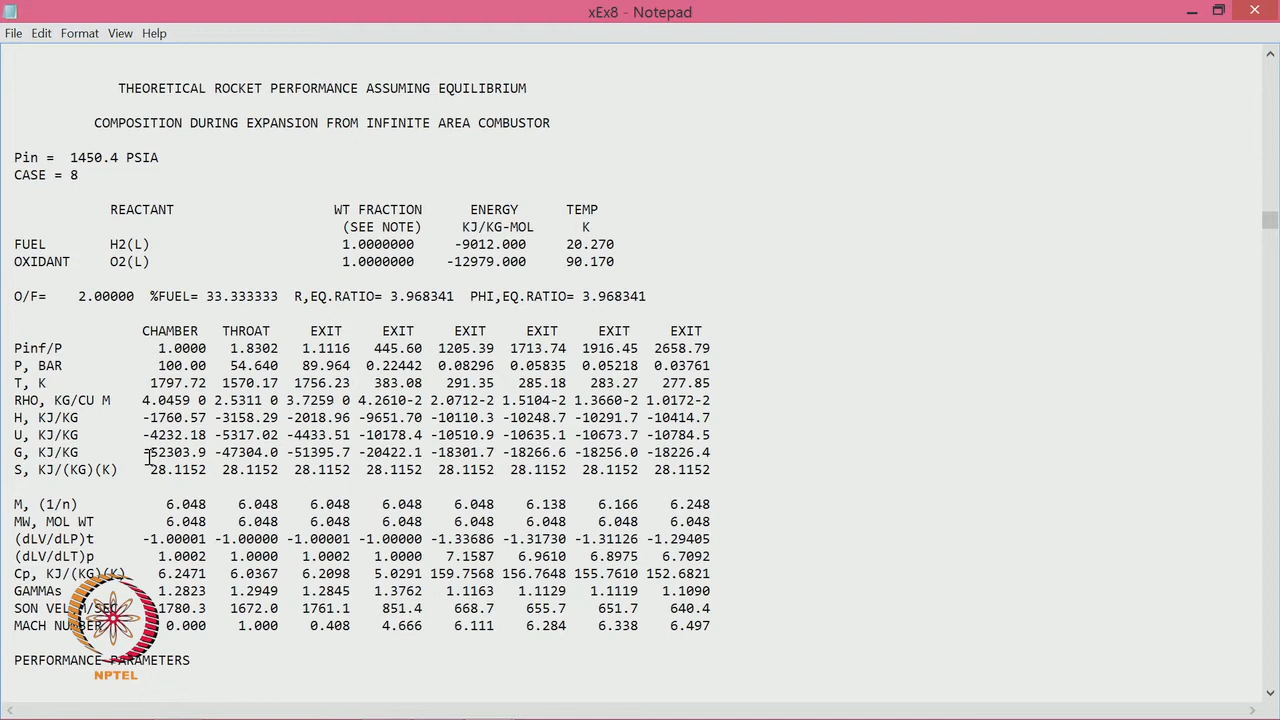 xEx8 - Notepad
File Edit Format View Help
THEORETICAL ROCKET PERFORMANCE ASSUMING EQUILIBRIUM
COMPOSITION DURING EXPANSION FROM INFINITE AREA COMBUSTOR
Pin = 1450.4 PSIA
CASE = 8
REACTANT WT FRACTION ENERGY TEMP
(SEE NOTE) KJ/KG-MOL K
FUEL H2(L) 1.0000000 -9012.000 20.270
OXIDANT O2(L) 1.0000000 -12979.000 90.170
O/F= 2.00000 %FUEL= 33.333333 R,EQ.RATIO= 3.968341 PHI,EQ.RATIO= 3.968341
CHAMBER THROAT EXIT EXIT EXIT EXIT EXIT EXIT
Pinf/P 1.0000 1.8302 1.1116 445.60 1205.39 1713.74 1916.45 2658.79
P, BAR 100.00 54.640 89.964 0.22442 0.08296 0.05835 0.05218 0.03761
T, K 1797.72 1570.17 1756.23 383.08 291.35 285.18 283.27 277.85
RHO, KG/CU M 4.0459 0 2.5311 0 3.7259 0 4.2610-2 2.0712-2 1.5104-2 1.3660-2 1.0172-2
H, KJ/KG -1760.57 -3158.29 -2018.96 -9651.70 -10110.3 -10248.7 -10291.7 -10414.7
U, KJ/KG -4232.18 -5317.02 -4433.51 -10178.4 -10510.9 -10635.1 -10673.7 -10784.5
G, KJ/KG -52303.9 -47304.0 -51395.7 -20422.1 -18301.7 -18266.6 -18256.0 -18226.4
S, KJ/(KG)(K) 28.1152 28.1152 28.1152 28.1152 28.1152 28.1152 28.1152 28.1152
M, (1/n) 6.048 6.048 6.048 6.048 6.048 6.138 6.166 6.248
MW, MOL WT 6.048 6.048 6.048 6.048 6.048 6.048 6.048 6.048
(dLV/dLP)t -1.00001 -1.00000 -1.00001 -1.00000 -1.33686 -1.31730 -1.31126 -1.29405
(dLV/dLT)p 1.0002 1.0000 1.0002 1.0000 7.1587 6.9610 6.8975 6.7092
Cp, KJ/(KG)(K) 6.2471 6.0367 6.2098 5.0291 159.7568 156.7648 155.7610 152.6821
GAMMAs 1.2823 1.2949 1.2845 1.3762 1.1163 1.1129 1.1119 1.1090
SON VEL,M/SEC 1780.3 1672.0 1761.1 851.4 668.7 655.7 651.7 640.4
MACH NUMBER 0.000 1.000 0.408 4.666 6.111 6.284 6.338 6.497
PERFORMANCE PARAMETERS
NPTEL